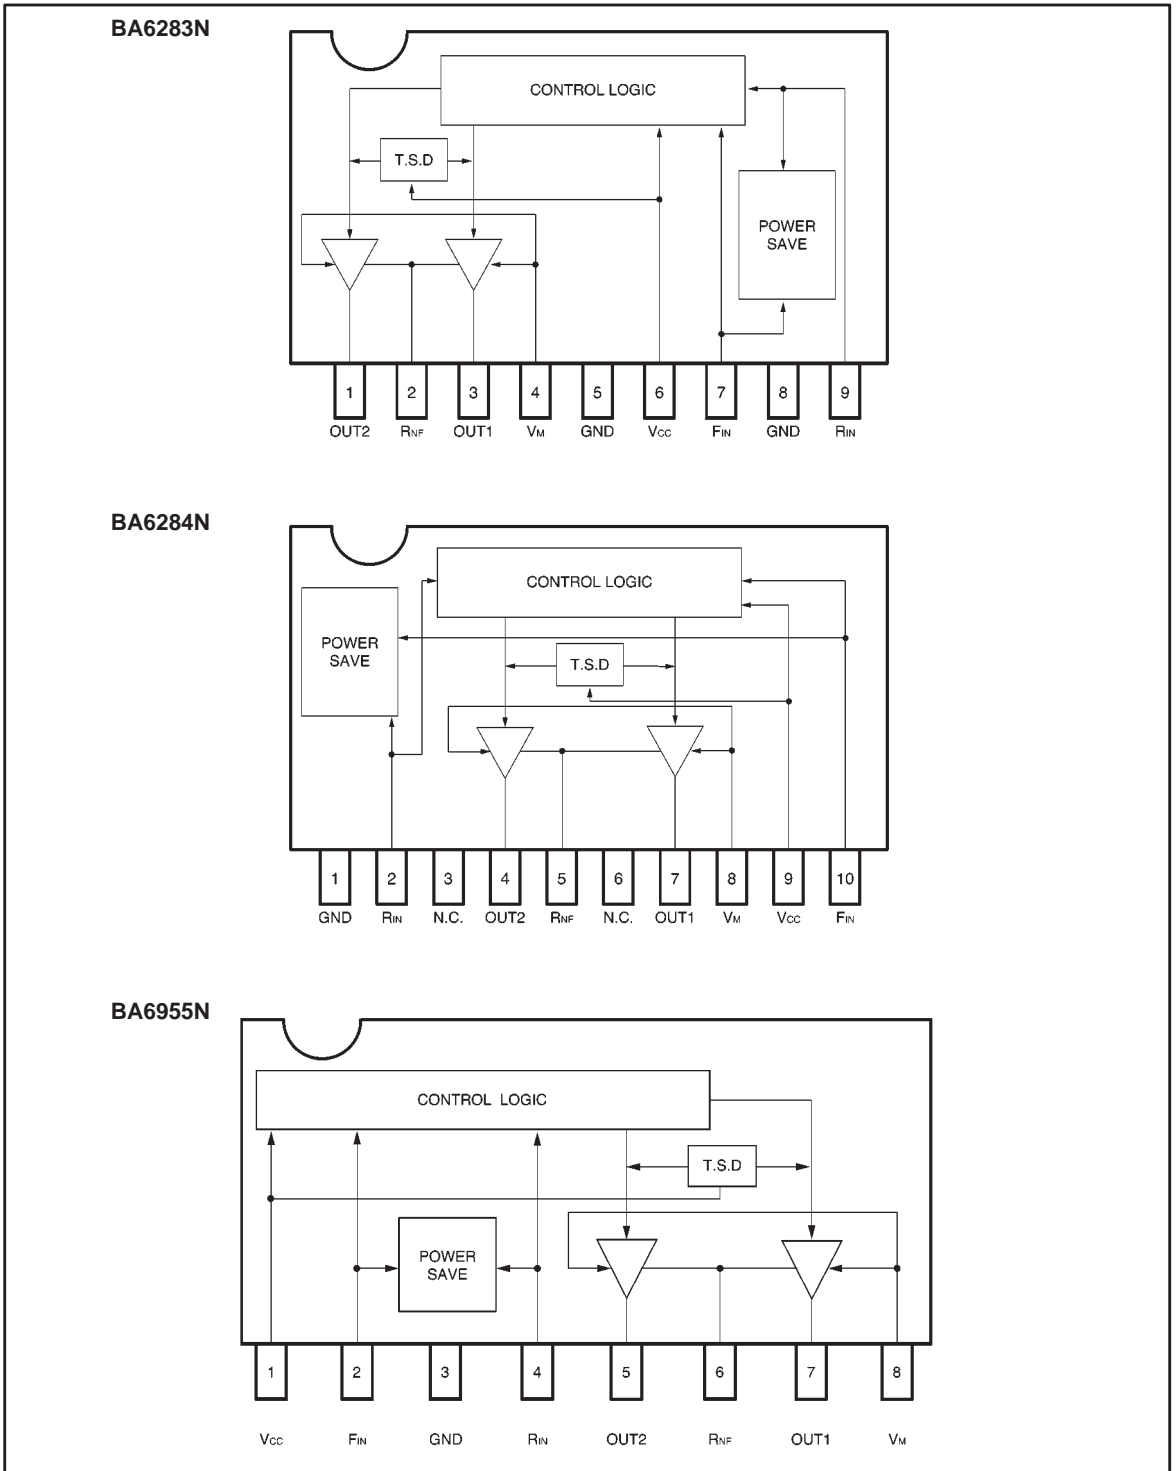 BA6283N
CONTROL LOGIC
T.S.D
POWER
SAVE
1 2 3 4 5 6 7 8 9
OUT2 RNF OUT1 VM GND VCC FIN GND RIN
BA6284N
CONTROL LOGIC
POWER
SAVE
T.S.D
1 2 3 4 5 6 7 8 9 10
GND RIN N.C. OUT2 RNF N.C. OUT1 VM VCC FIN
BA6955N
CONTROL LOGIC
T.S.D
POWER
SAVE
1 2 3 4 5 6 7 8
VCC FIN GND RIN OUT2 RNF OUT1 VM